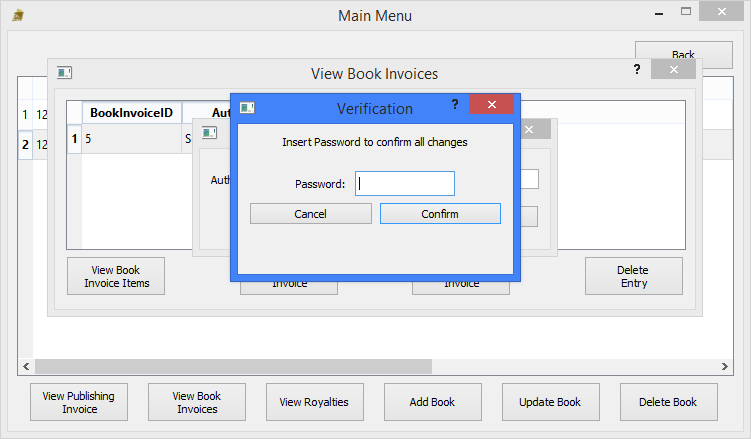 Main Menu
Back
View Book Invoices
?
BookInvoiceID
1 5
Verification
?
Insert Password to confirm all changes
Password:
Cancel
Confirm
1 12
2 12
View Book
Invoice Items
Invoice
Invoice
Delete
Entry
View Publishing
Invoice
View Book
Invoices
View Royalties
Add Book
Update Book
Delete Book